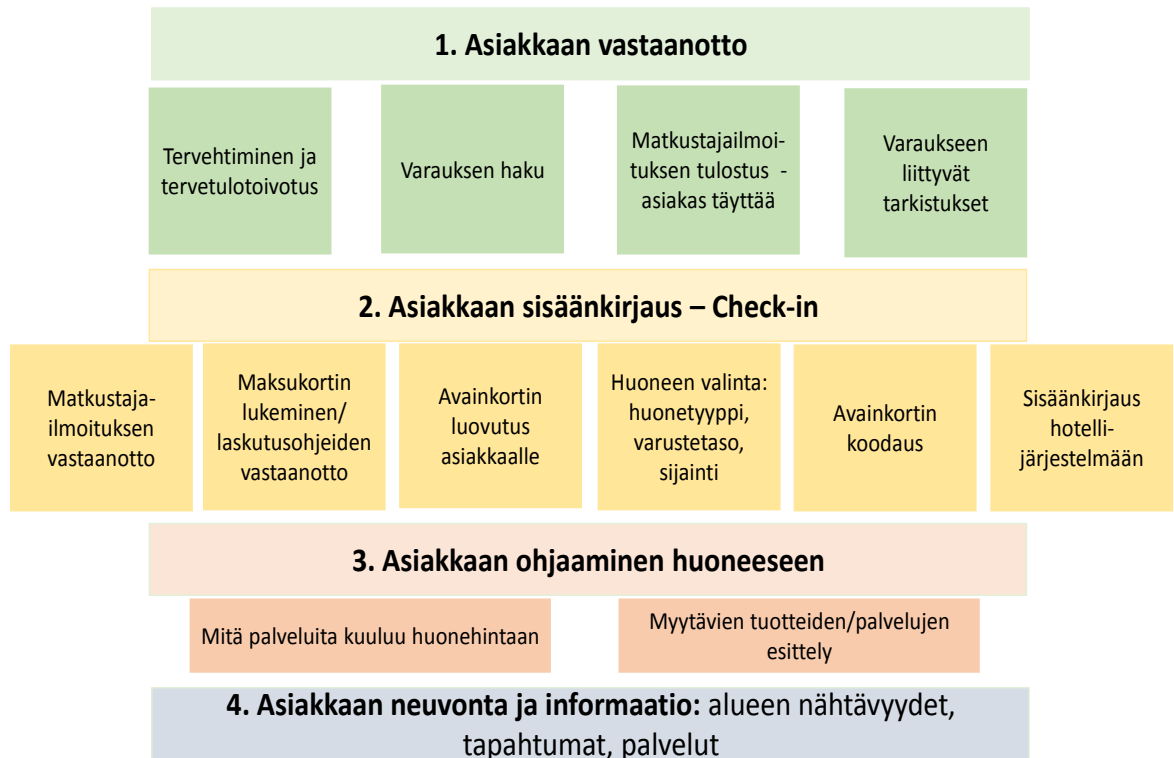 1. Asiakkaan vastaanotto
Tervehtiminen ja
tervetulotoivotus
Varauksen haku
Matkustajailmoi-
tuksen tulostus -
asiakas täyttää
Varaukseen
liittyvät
tarkistukset
2. Asiakkaan sisäänkirjaus – Check-in
Matkustaja-
ilmoituksen
vastaanotto
Maksukortin
lukeminen/
laskutusohjeiden
vastaanotto
Avainkortin
luovutus
asiakkaalle
Huoneen valinta:
huonetyyppi,
varustetaso,
sijainti
Avainkortin
koodaus
Sisäänkirjaus
hotelli-
järjestelmään
3. Asiakkaan ohjaaminen huoneeseen
Mitä palveluita kuuluu huonehintaan
Myytävien tuotteiden/palvelujen
esittely
4. Asiakkaan neuvonta ja informaatio: alueen nähtävyydet,
tapahtumat, palvelut